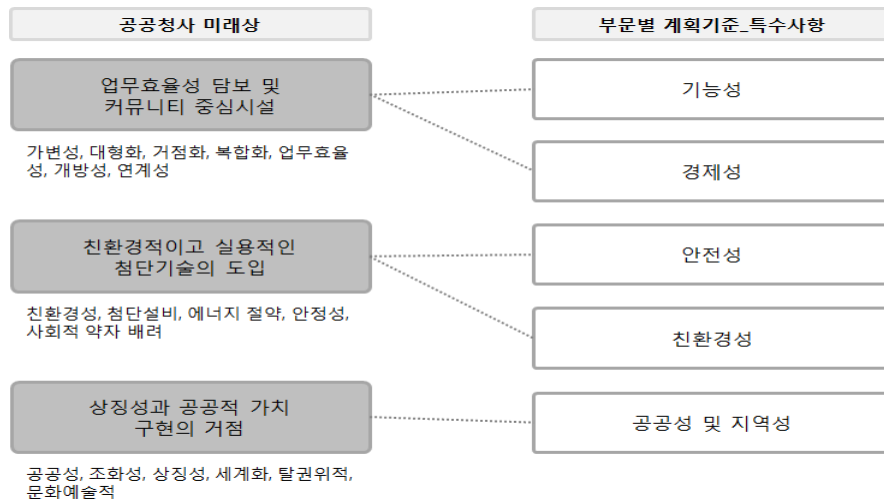 공공청사 미래상
부문별 계획기준_특수사항
업무효율성 담보 및
커뮤니티 중심시설
기능성
가변성, 대형화, 거점화, 복합화, 업무효율
성, 개방성, 연계성
경제성
친환경적이고 실용적인
첨단기술의 도입
안전성
친환경성, 첨단설비, 에너지 절약, 안정성,
사회적 약자 배려
친환경성
상징성과 공공적 가치
구현의 거점
공공성 및 지역성
공공성, 조화성, 상징성, 세계화, 탈권위적,
문화예술적